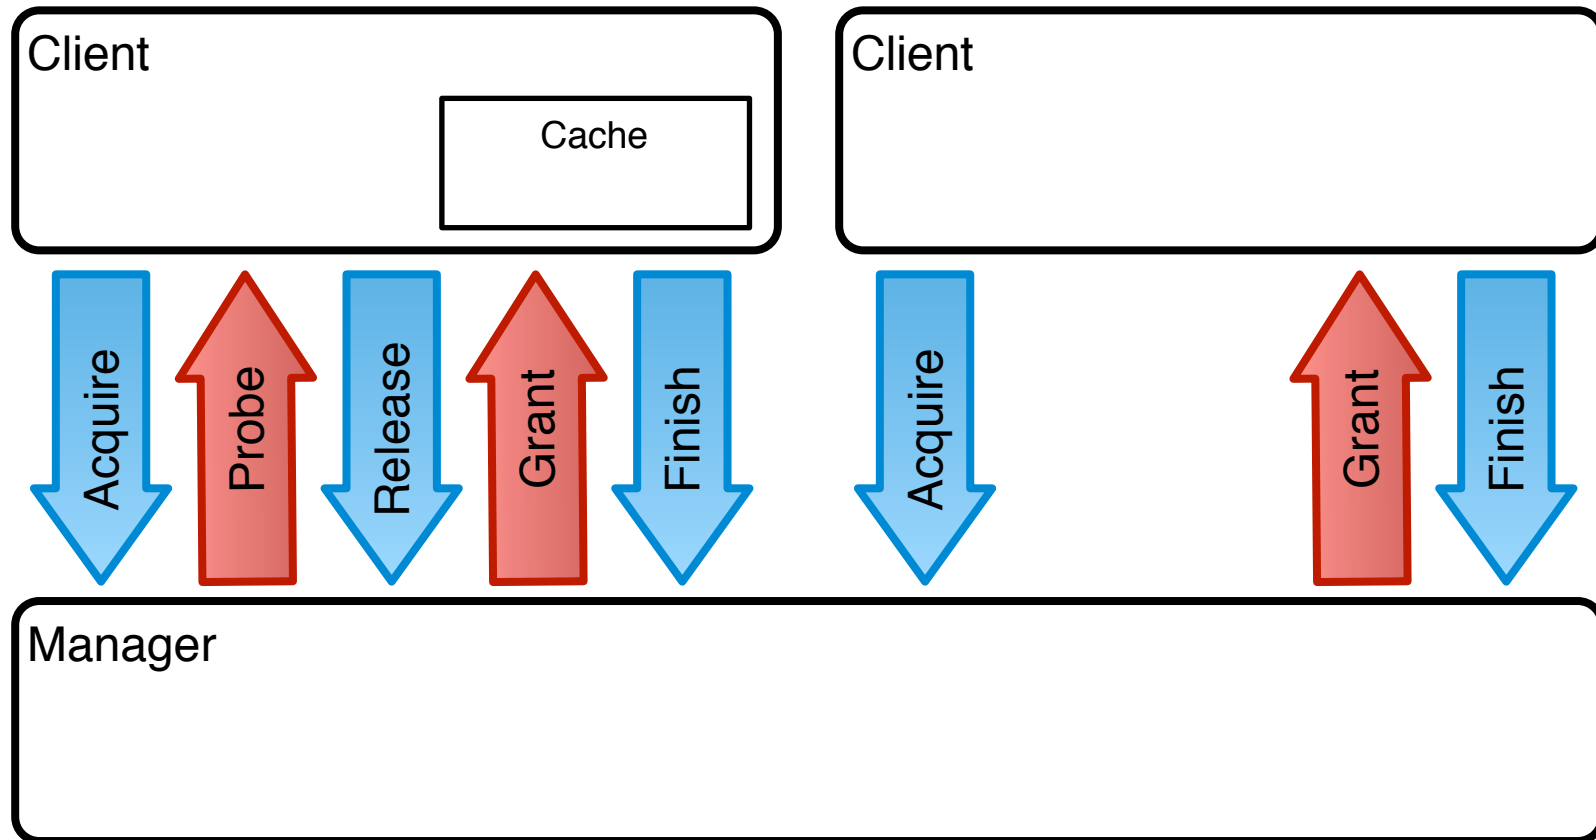 Client
Cache
Client
Acquire
Probe
Release
Grant
Finish
Acquire
Grant
Finish
Manager